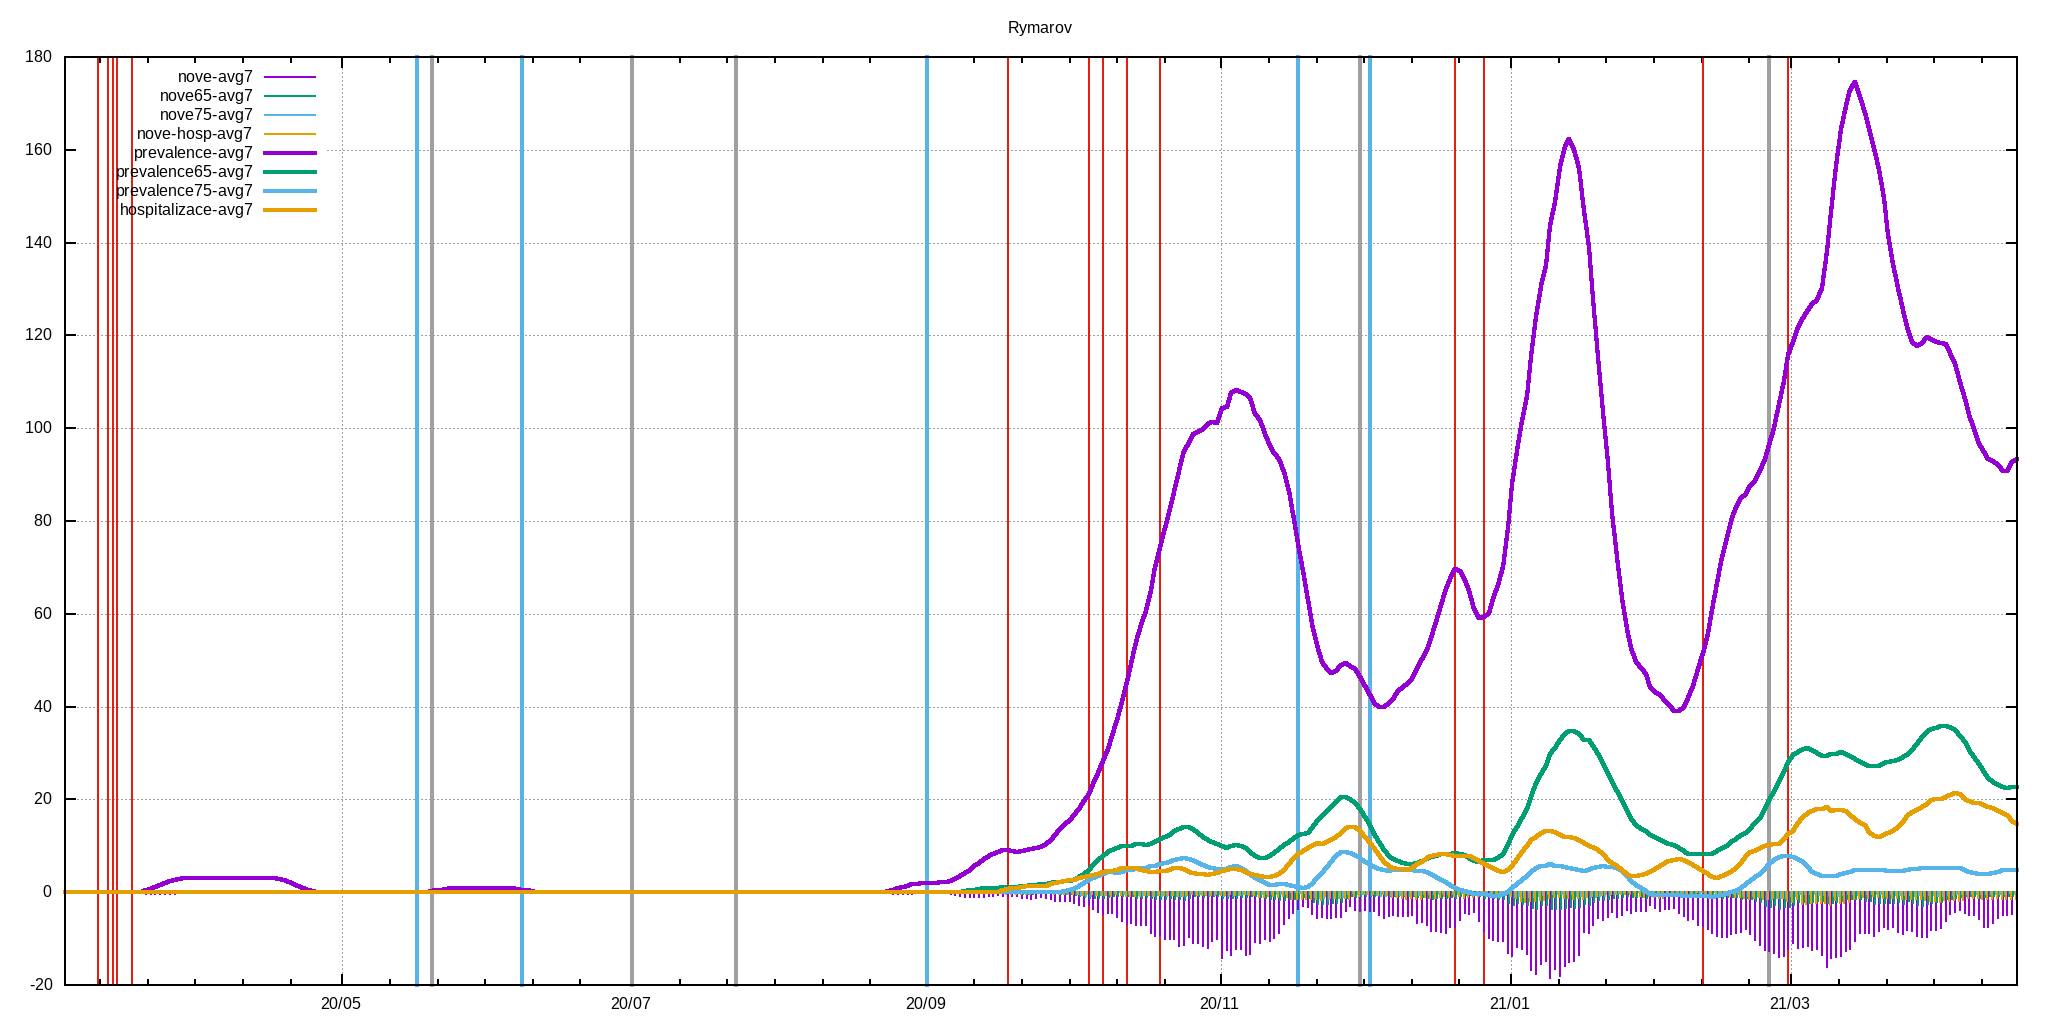 Rymarov
180
160
140
120
100
80
60
40
20
0
-20
nove-avg7
nove65-avg7
nove75-avg7
nove-hosp-avg7
prevalence-avg7
prevalence65-avg7
prevalence75-avg7
hospitalizace-avg7
20/05 20/07 20/09 20/11 21/01 21/03